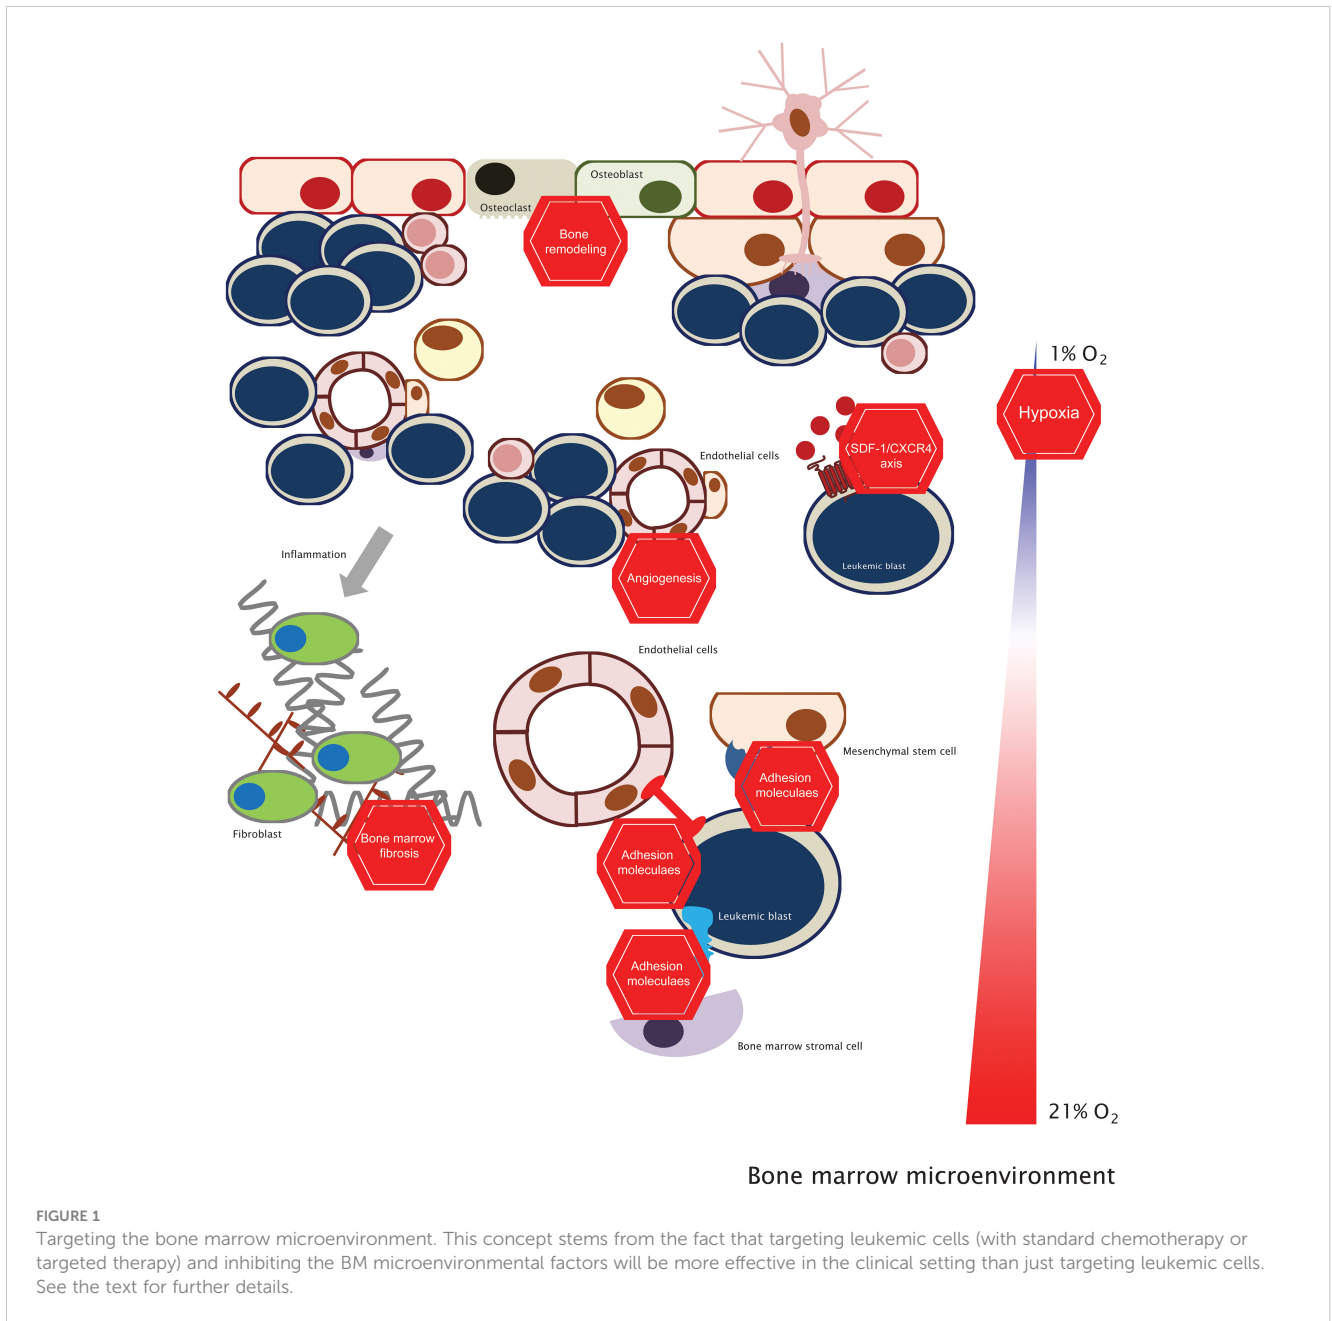 Osteoblast
Osteoclast
Bone
remodeling
1% O2
Hypoxia
SDF-1/CXCR4
axis
Endothelial cells
Leukemic blast
Inflammation
Angiogenesis
Endothelial cells
Mesenchymal stem cell
Adhesion
moleculaes
Fibroblast
Bone marrow
fibrosis
Adhesion
moleculaes
Leukemic blast
Adhesion
moleculaes
Bone marrow stromal cell
21% O2
Bone marrow microenvironment
FIGURE 1
Targeting the bone marrow microenvironment. This concept stems from the fact that targeting leukemic cells (with standard chemotherapy or
targeted therapy) and inhibiting the BM microenvironmental factors will be more effective in the clinical setting than just targeting leukemic cells.
See the text for further details.